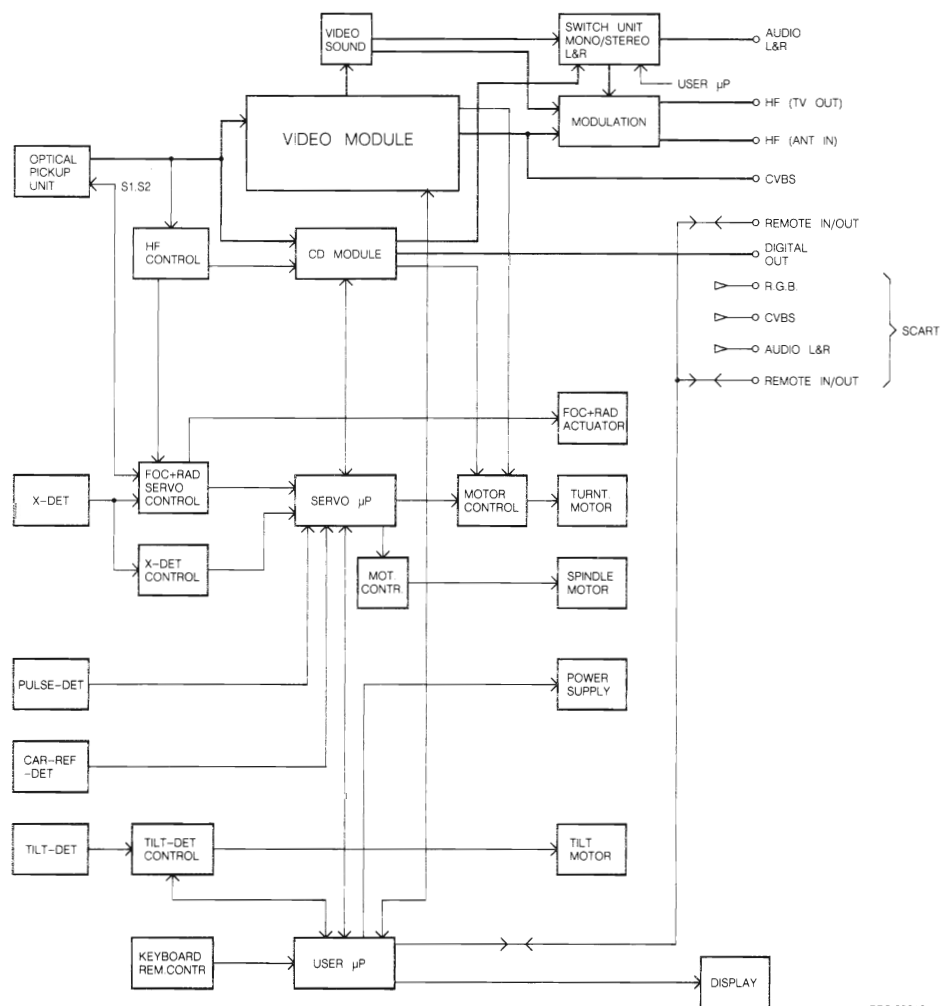 VIDEO
SOUND
SWITCH UNIT
MONO/STEREO
L&R
AUDIO
L&R
USER µP
VIDEO MODULE
MODULATION
HF (TV OUT)
HF (ANT IN)
OPTICAL
PICKUP
UNIT
S1.S2
CVBS
REMOTE IN/OUT
HF
CONTROL
CD MODULE
DIGITAL
OUT
R.G.B.
CVBS
SCART
AUDIO L&R
REMOTE IN/OUT
FOC+RAD
ACTUATOR
X-DET
FOC+RAD
SERVO
CONTROL
SERVO µP
MOTOR
CONTROL
TURNT.
MOTOR
X-DET
CONTROL
MOT.
CONTR.
SPINDLE
MOTOR
PULSE-DET
POWER
SUPPLY
CAR-REF
-DET
TILT-DET
TILT-DET
CONTROL
TILT
MOTOR
KEYBOARD
REM.CONTR
USER µP
DISPLAY